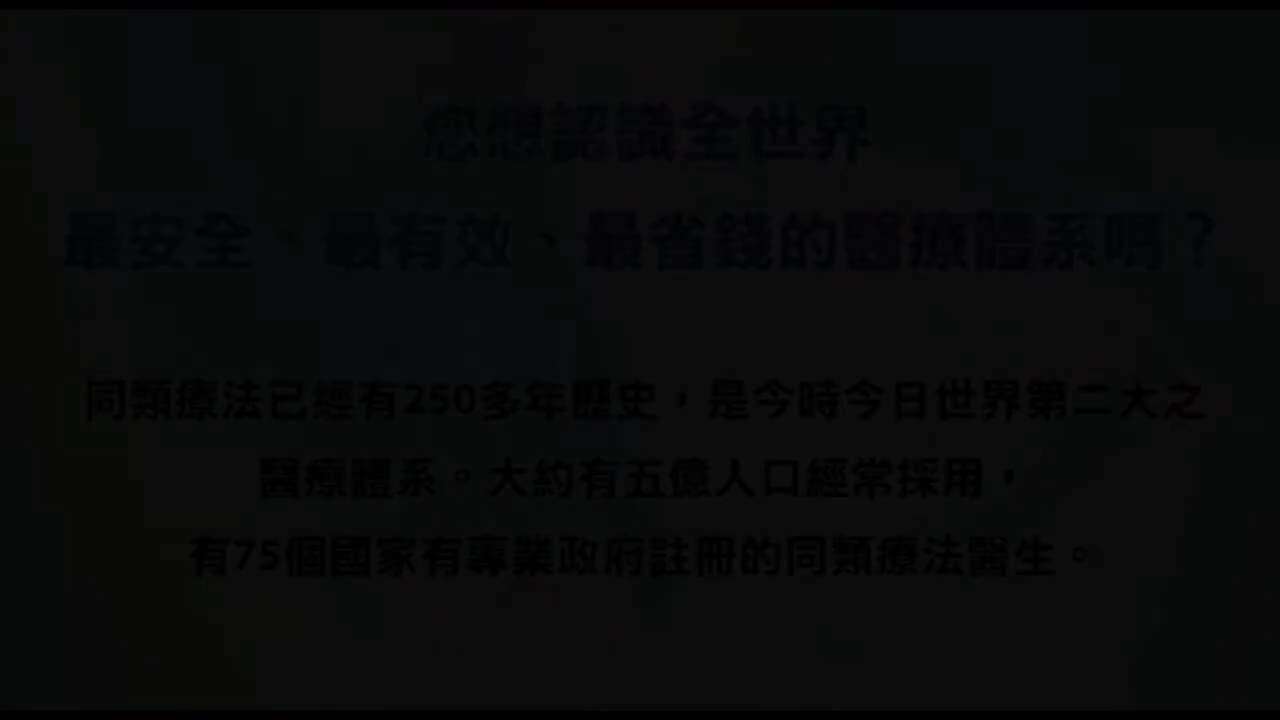 您想認識全世界
最安全、最有效、最省錢的醫療體系嗎？
同類療法已經有250多年歷史，是今時今日世界第二大之
醫療體系。大約有五億人口經常採用，
有75個國家有專業政府註冊的同類療法醫生。